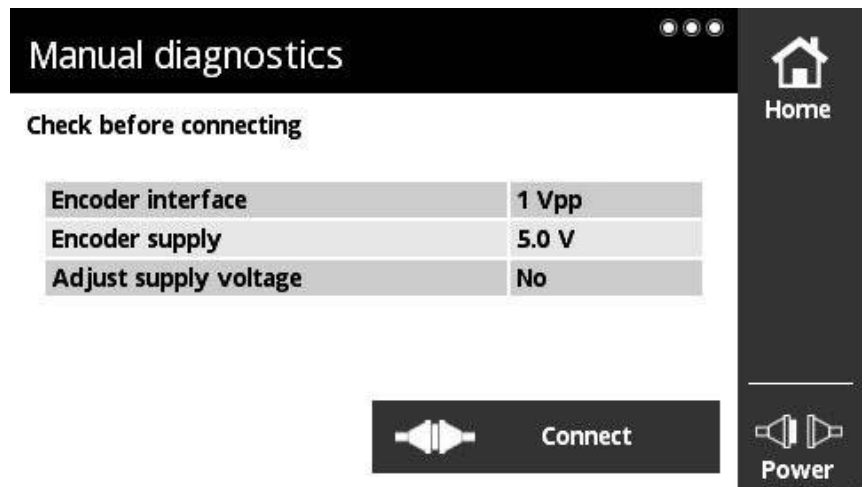 Manual diagnostics
Home
Check before connecting
Encoder interface 1 Vpp
Encoder supply 5.0 V
Adjust supply voltage No
Connect
Power